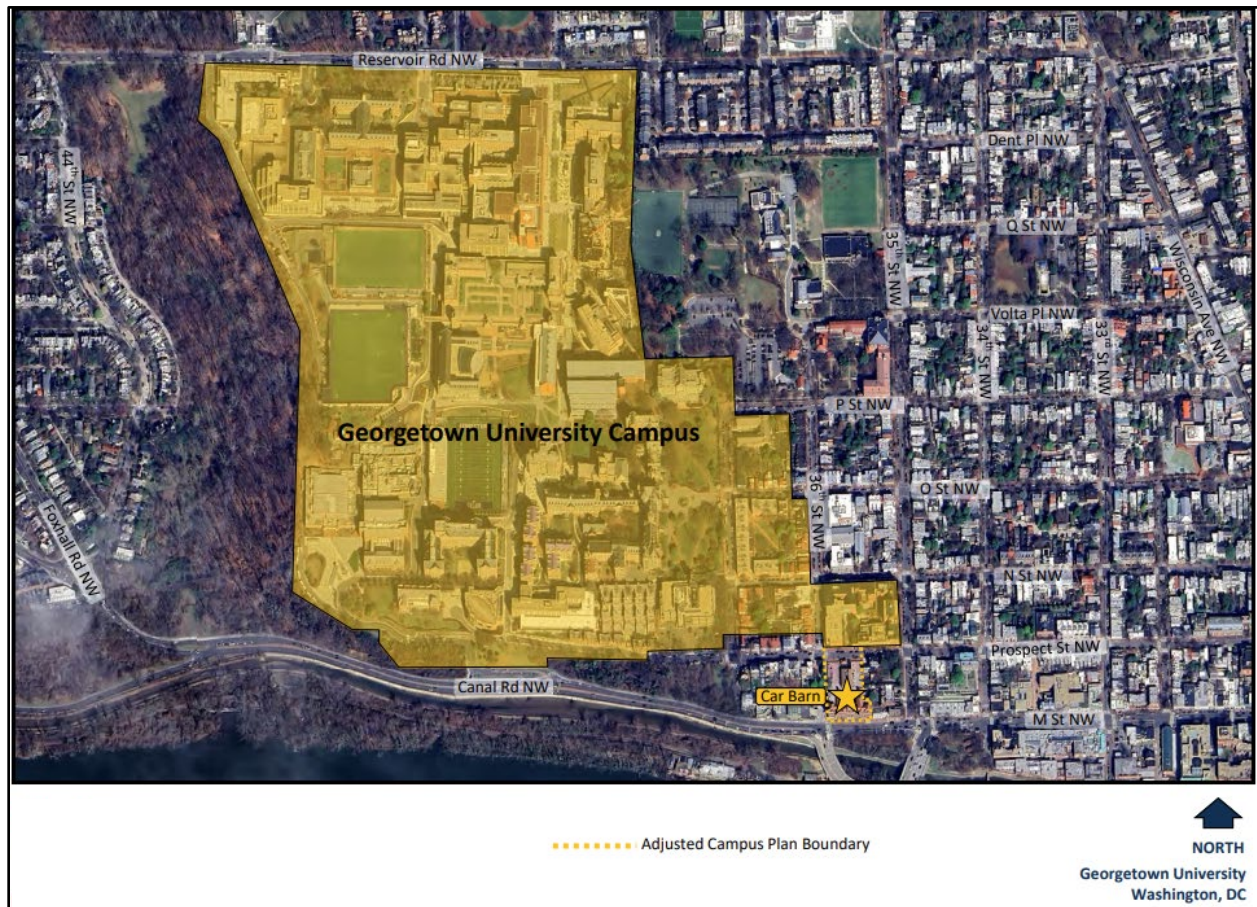 Reservoir Rd NW
44th St NW
Dent Pl NW
Q St NW
35th St NW
Wisconsin Ave NW
Volta Pl NW
34th St NW
33rd St NW
P St NW
Georgetown University Campus
36th St NW
O St NW
Foxhall Rd NW
N St NW
Prospect St NW
Canal Rd NW
Car Barn
M St NW
Adjusted Campus Plan Boundary
NORTH
Georgetown University
Washington, DC